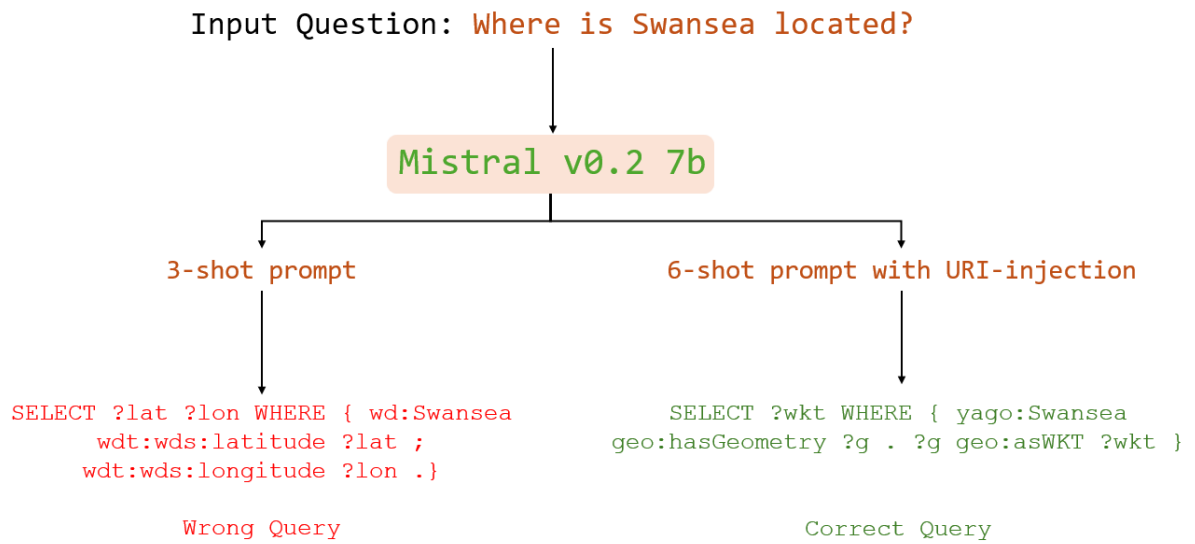 Input Question: Where is Swansea located?
Mistral v0.2 7b
3-shot prompt
6-shot prompt with URI-injection
SELECT ?lat ?lon WHERE { wd:Swansea
wdt:wds:latitude ?lat ;
wdt:wds:longitude ?lon .}
SELECT ?wkt WHERE { yago:Swansea
geo:hasGeometry ?g . ?g geo:asWKT ?wkt }
Wrong Query
Correct Query